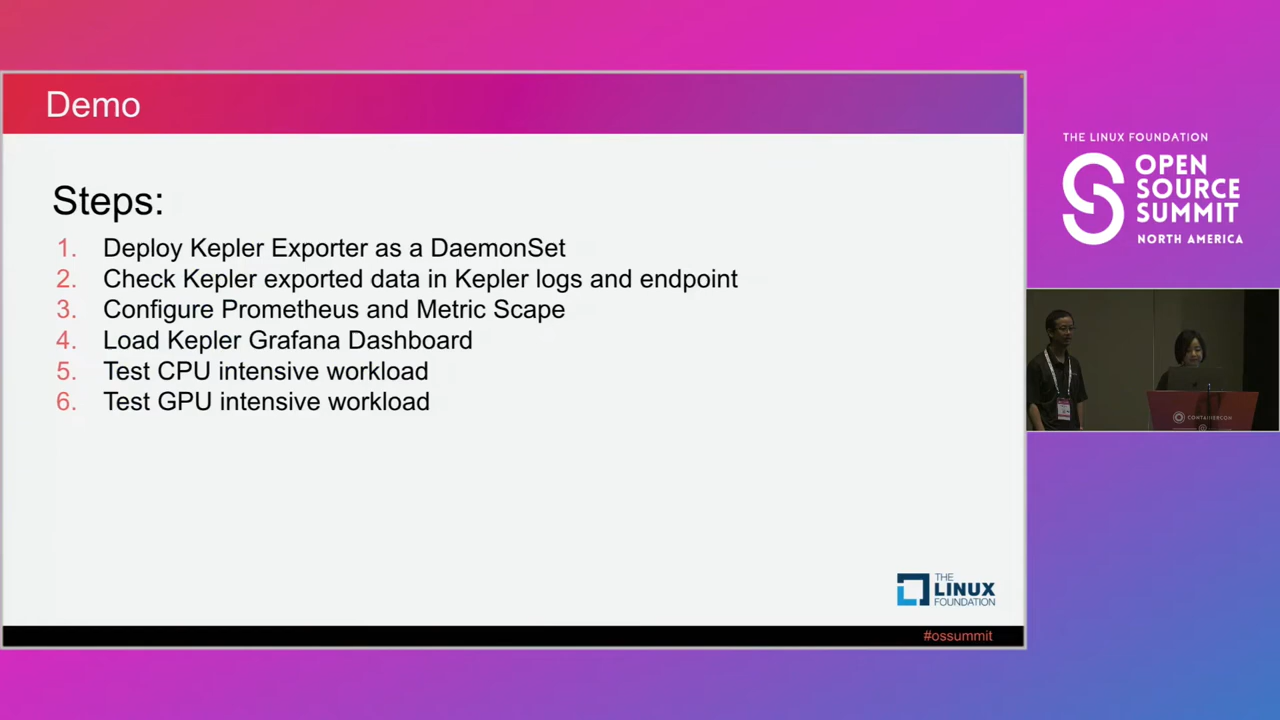 Demo
Steps:
1. Deploy Kepler Exporter as a DaemonSet
2. Check Kepler exported data in Kepler logs and endpoint
3. Configure Prometheus and Metric Scape
4. Load Kepler Grafana Dashboard
5. Test CPU intensive workload
6. Test GPU intensive workload
THE
LINUX
FOUNDATION
#ossummit
THE LINUX FOUNDATION
OPEN
SOURCE
SUMMIT
NORTH AMERICA
CONTAINERCON